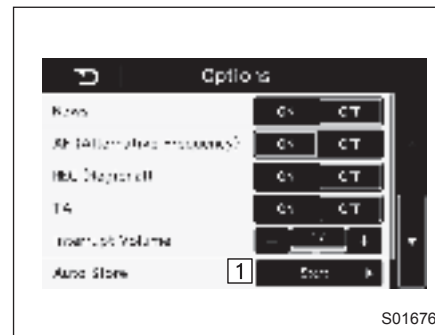 Options
News On Off
AF (Alternative Frequency) On Off
REG (Regional) On Off
TA On Off
Interrupt Volume - +
Auto Store 1 Start
S01676